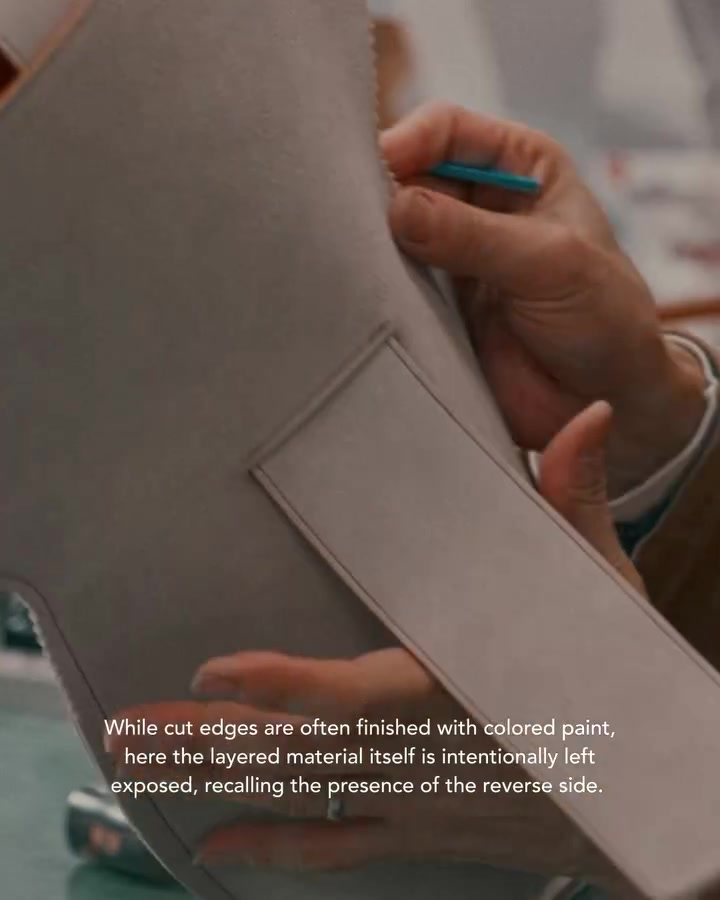 While cut edges are often finished with colored paint,
here the layered material itself is intentionally left
exposed, recalling the presence of the reverse side.